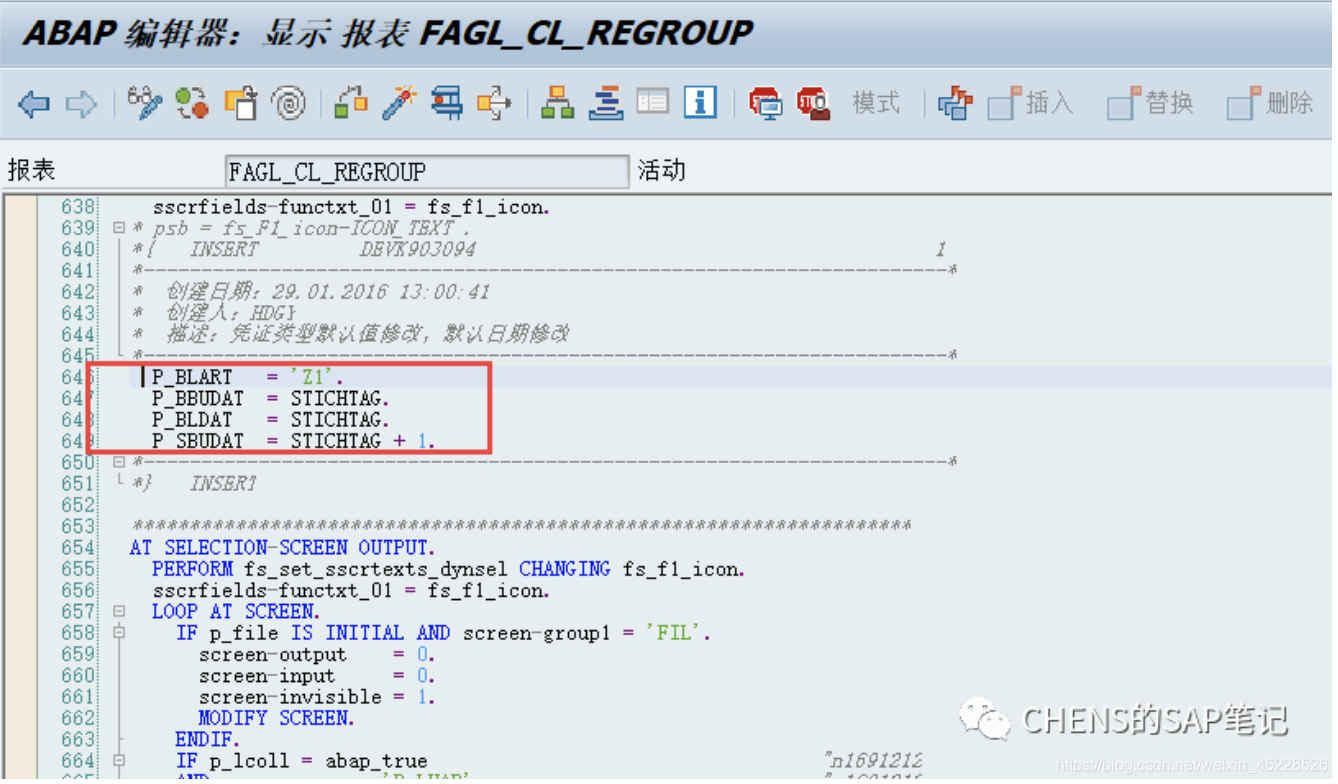 ABAP 编辑器：显示 报表 FAGL_CL_REGROUP
模式 插入 替换 删除
报表 FAGL_CL_REGROUP 活动
638 sscrfields-functxt_01 = fs_f1_icon.
639 * psb = fs_F1_icon-ICON_TEXT .
640 *{ INSERT DEVK903094 1
641 *----------------------------------------------------------------------*
642 * 创建日期：29.01.2016 13:00:41
643 * 创建人：HDGY
644 * 描述：凭证类型默认值修改，默认日期修改
645 *----------------------------------------------------------------------*
646 P_BLART = 'Z1'.
647 P_BBUDAT = STICHTAG.
648 P_BLDAT = STICHTAG.
649 P_SBUDAT = STICHTAG + 1.
650 *----------------------------------------------------------------------*
651 *} INSERT
652
653 ******************************************************************
654 AT SELECTION-SCREEN OUTPUT.
655 PERFORM fs_set_sscrtexts_dynsel CHANGING fs_f1_icon.
656 sscrfields-functxt_01 = fs_f1_icon.
657 LOOP AT SCREEN.
658 IF p_file IS INITIAL AND screen-group1 = 'FIL'.
659 screen-output = 0.
660 screen-input = 0.
661 screen-invisible = 1.
662 MODIFY SCREEN.
663 ENDIF.
664 IF p_lcoll = abap_true "n1691212
CHENS的SAP笔记
https://blog.csdn.net/weixin_45228526